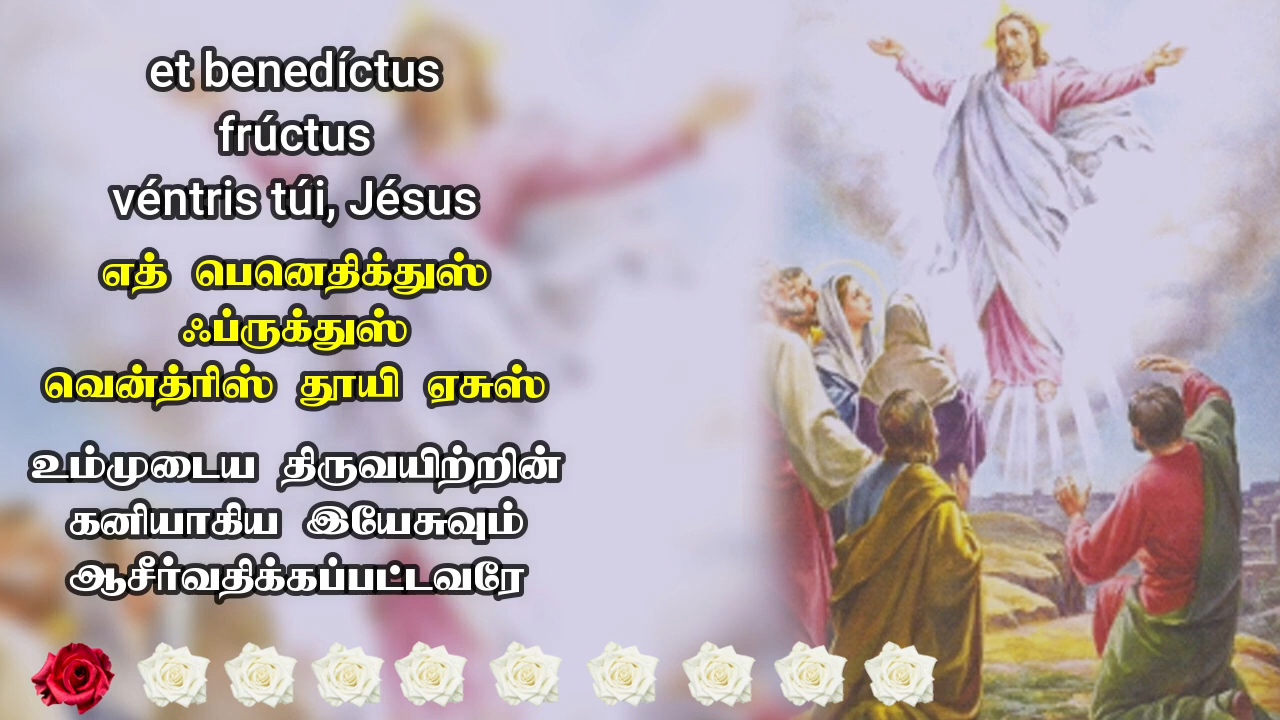 et benedíctus
frúctus
véntris túi, Jésus
எத் பெனெதிக்துஸ்
ஃப்ருக்துஸ்
வென்த்ரிஸ் தூயி ஏசுஸ்
உம்முடைய திருவயிற்றின்
கனியாகிய இயேசுவும்
ஆசீர்வதிக்கப்பட்டவரே